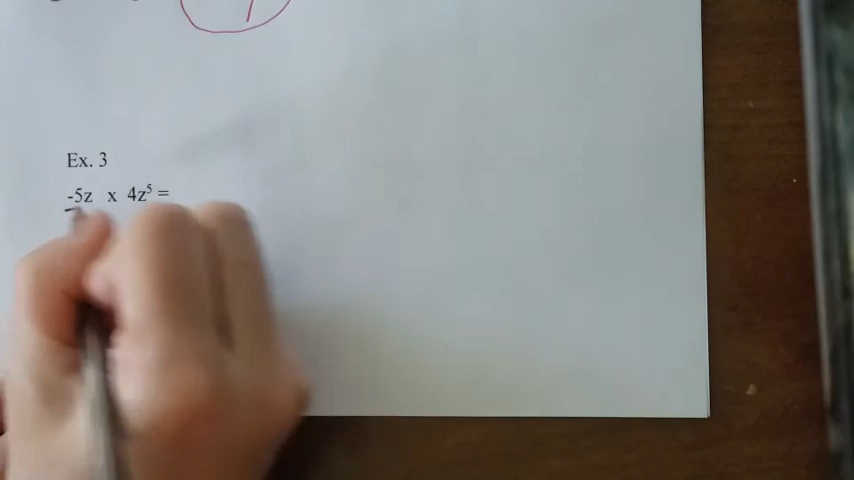 Ex. 3
-5z x 4z⁵ =